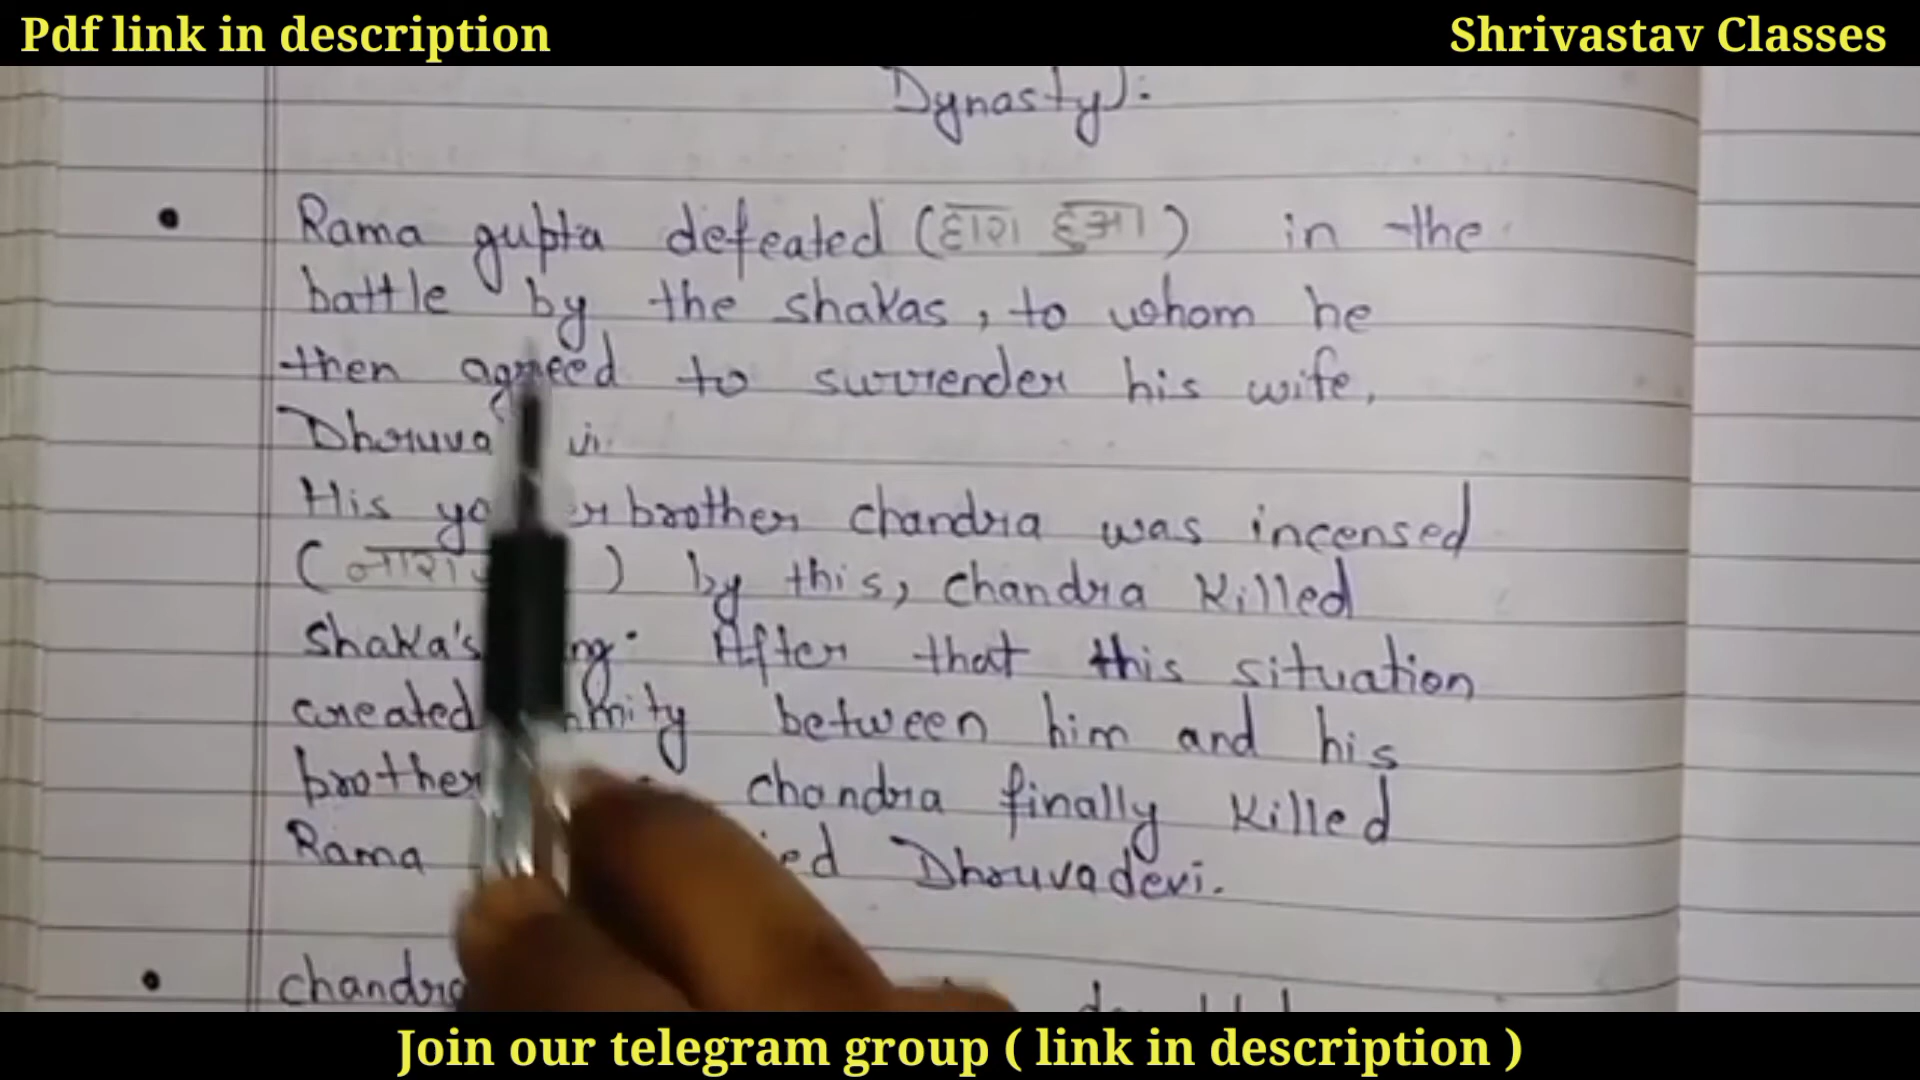 Pdf link in description
Shrivastav Classes
Dynasty):
• Rama gupta defeated (हारा हुआ) in the
battle by the shakas, to whom he
then agreed to surrender his wife,
His brother chandra was incensed
( ) by this, chandra killed
Shaka's After that this situation
created between him and his
brother chandra finally killed
Rama Dhruvadevi.
• chandra
Join our telegram group ( link in description )